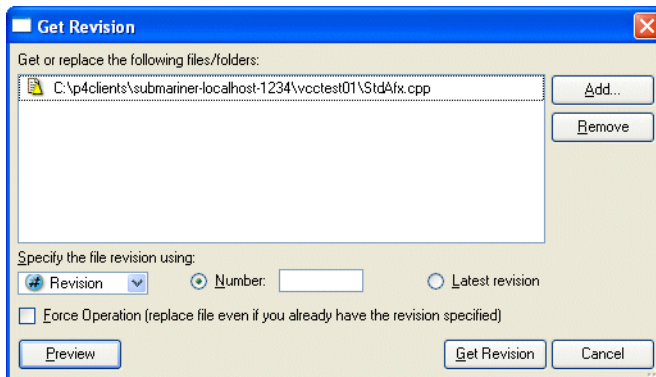 Get Revision
Get or replace the following files/folders:
C:\p4clients\submariner-localhost-1234\vcctest01\StdAfx.cpp
Add...
Remove
Specify the file revision using:
# Revision Number: Latest revision
Force Operation (replace file even if you already have the revision specified)
Preview Get Revision Cancel